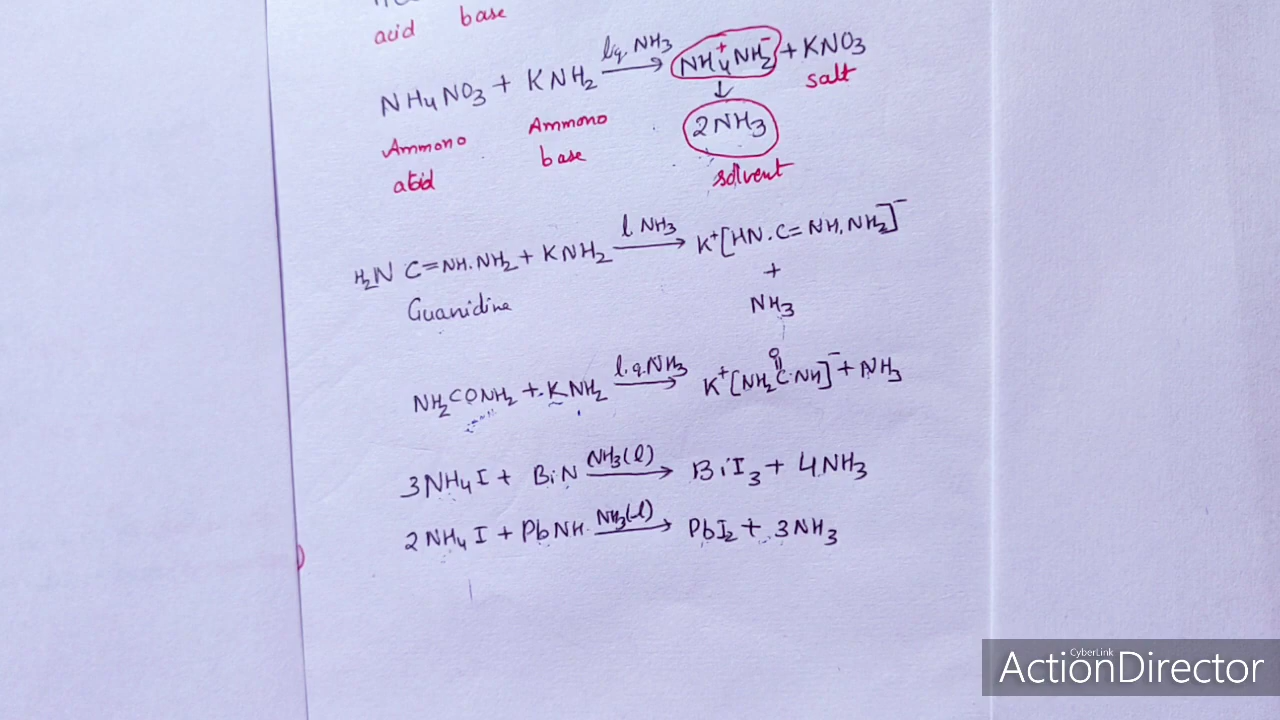 acid base
NH4NO3 + KNH2 liq. NH3 → NH4+NH2- + KNO3
↓ salt
2NH3
Ammono Ammono
acid base
solvent
H2N C=NH.NH2 + KNH2 l NH3 → K+[HN.C=NH.NH2]-
+
Guanidine NH3
NH2CONH2 + KNH2 liq.NH3 → K+[NH2C.NH]- + NH3
O
3NH4I + BiN NH3(l) → BiI3 + 4NH3
2NH4I + PbNH NH3(l) → PbI2 + 3NH3
CyberLink
ActionDirector